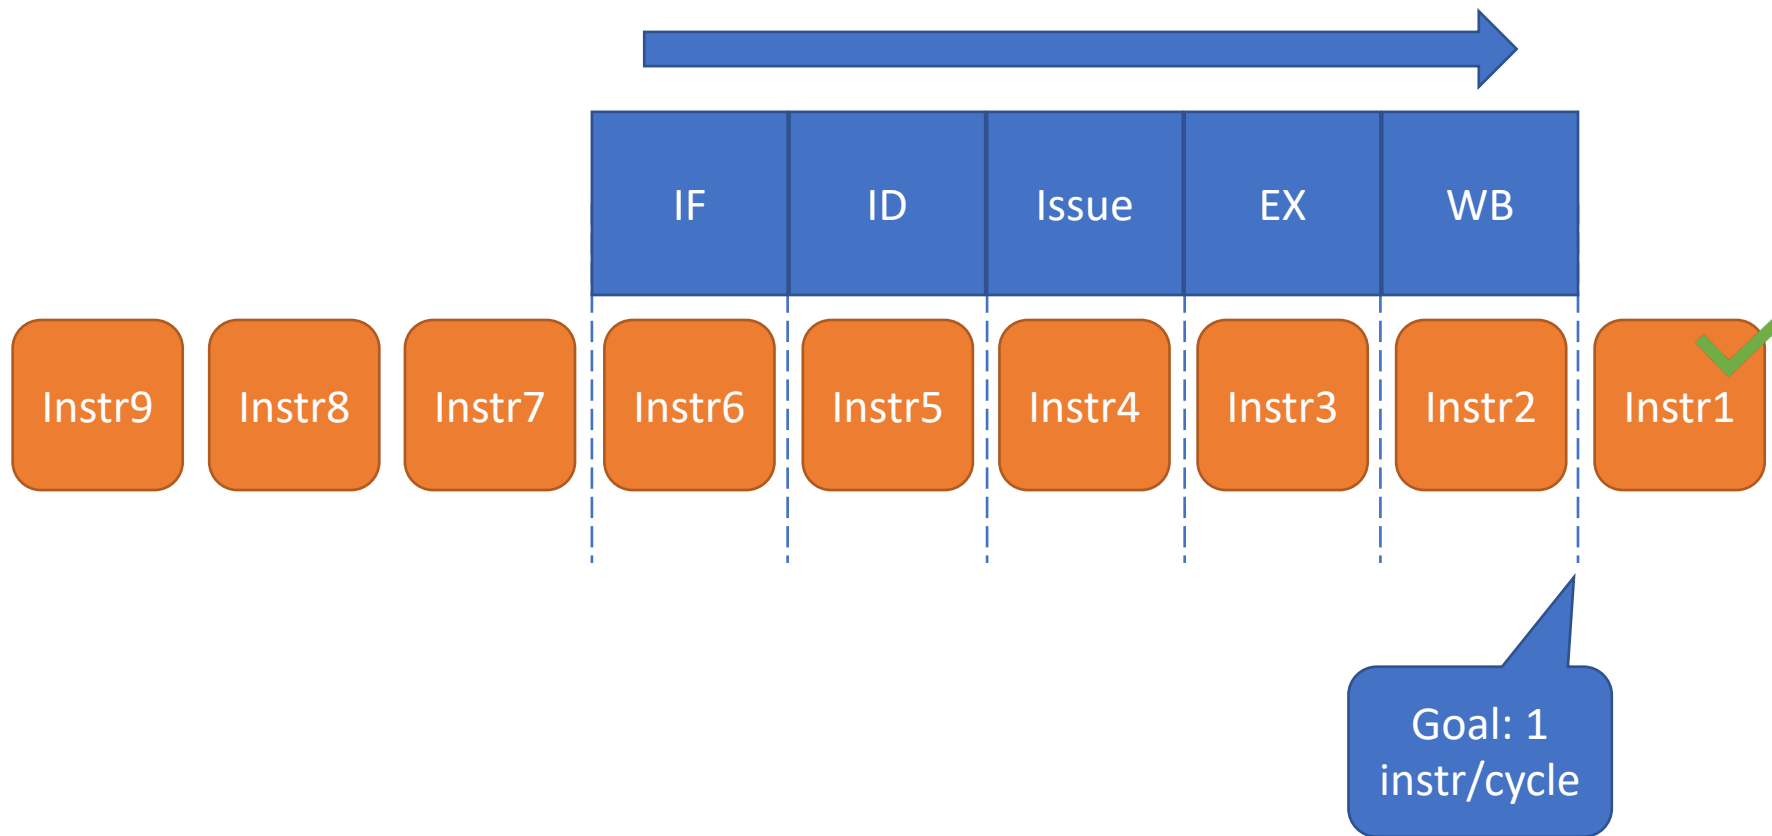 IF
ID
Issue
EX
WB
Instr9
Instr8
Instr7
Instr6
Instr5
Instr4
Instr3
Instr2
Instr1
Goal: 1
instr/cycle